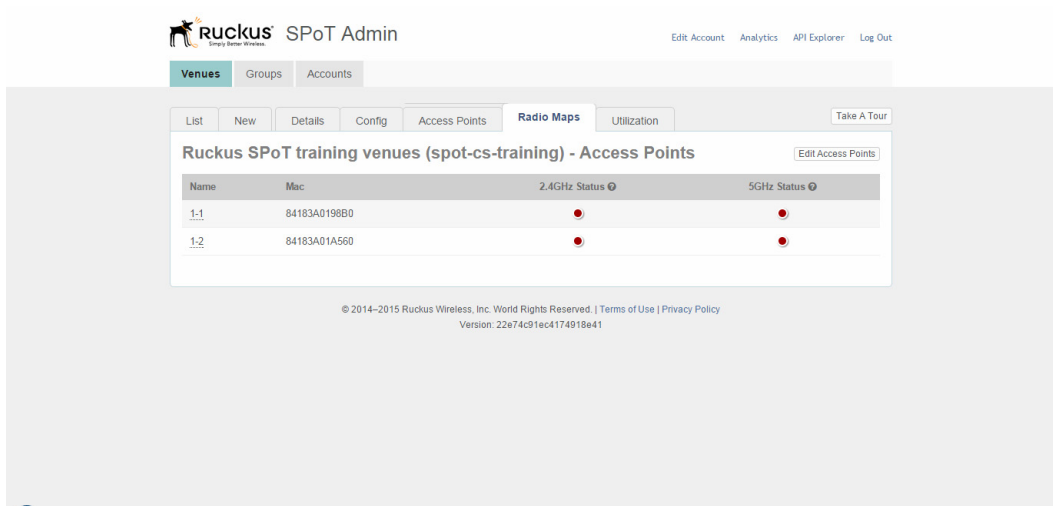 Ruckus SPoT Admin
Simply Better Wireless.
Edit Account Analytics API Explorer Log Out
Venues Groups Accounts
List New Details Config Access Points Radio Maps Utilization Take A Tour
Ruckus SPoT training venues (spot-cs-training) - Access Points Edit Access Points
Name Mac 2.4GHz Status 5GHz Status
1-1 84183A0198B0
1-2 84183A01A560
© 2014–2015 Ruckus Wireless, Inc. World Rights Reserved. | Terms of Use | Privacy Policy
Version: 22e74c91ec4174918e41